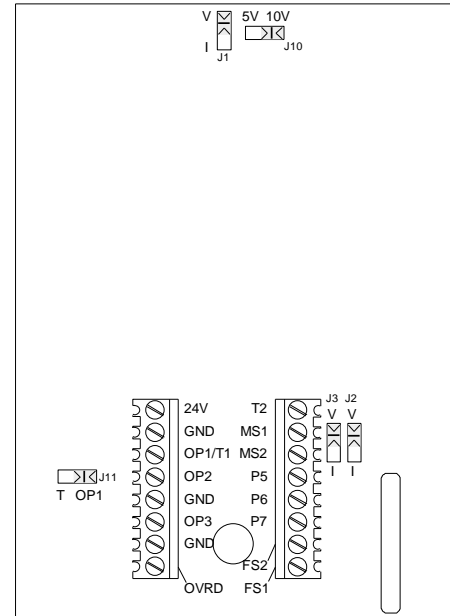 V 5V 10V
I J1 J10
J3 J2
24V T2 V V
GND MS1
OP1/T1 MS2
J11 OP2 P5 I I
T OP1 GND P6
OP3 P7
GND
FS2
OVRD FS1